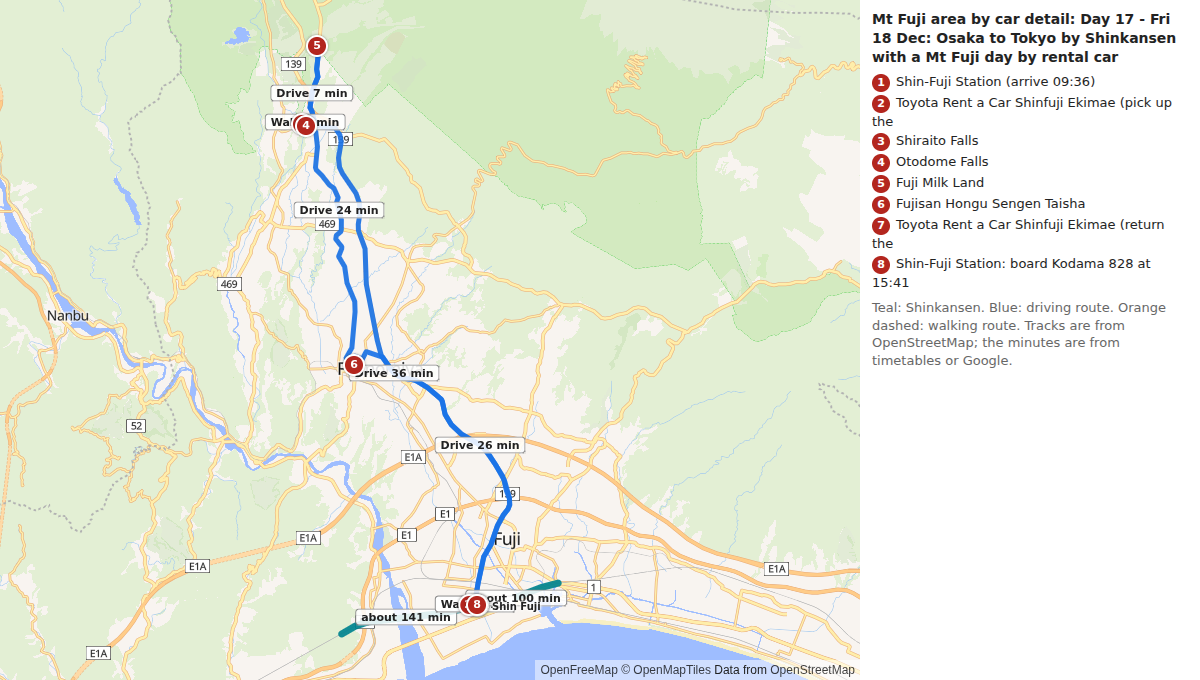 5
139
Drive 7 min
Wal
min
4
Drive 24 min
469
469
Nanbu
6
Drive 36 min
52
Drive 26 min
E1A
E1
Fuji
E1A
E1
E1A
E1A
1
about 100 min
Wa
8
Shin Fuji
about 141 min
E1A
OpenFreeMap © OpenMapTiles Data from OpenStreetMap
Mt Fuji area by car detail: Day 17 - Fri
18 Dec: Osaka to Tokyo by Shinkansen
with a Mt Fuji day by rental car
1 Shin-Fuji Station (arrive 09:36)
2 Toyota Rent a Car Shinfuji Ekimae (pick up
the
3 Shiraito Falls
4 Otodome Falls
5 Fuji Milk Land
6 Fujisan Hongu Sengen Taisha
7 Toyota Rent a Car Shinfuji Ekimae (return
the
8 Shin-Fuji Station: board Kodama 828 at
15:41
Teal: Shinkansen. Blue: driving route. Orange
dashed: walking route. Tracks are from
OpenStreetMap; the minutes are from
timetables or Google.